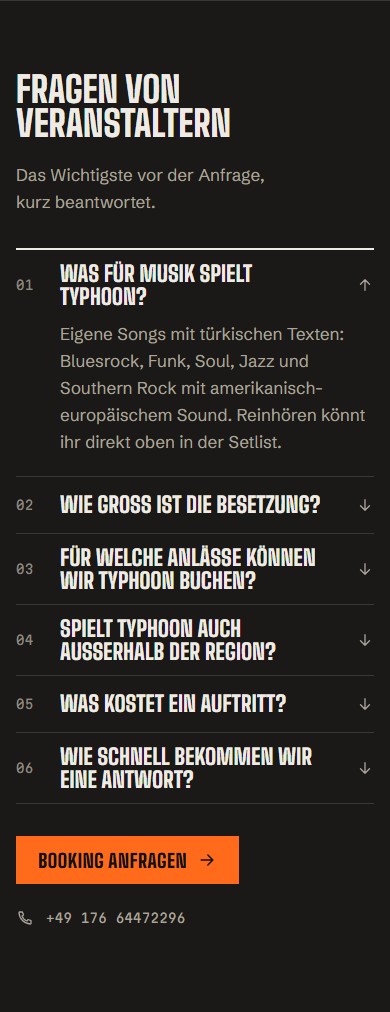 FRAGEN VON
VERANSTALTERN
Das Wichtigste vor der Anfrage,
kurz beantwortet.
01 WAS FÜR MUSIK SPIELT
TYPHOON?
Eigene Songs mit türkischen Texten:
Bluesrock, Funk, Soul, Jazz und
Southern Rock mit amerikanisch-
europäischem Sound. Reinhören könnt
ihr direkt oben in der Setlist.
02 WIE GROSS IST DIE BESETZUNG?
03 FÜR WELCHE ANLÄSSE KÖNNEN
WIR TYPHOON BUCHEN?
04 SPIELT TYPHOON AUCH
AUSSERHALB DER REGION?
05 WAS KOSTET EIN AUFTRITT?
06 WIE SCHNELL BEKOMMEN WIR
EINE ANTWORT?
BOOKING ANFRAGEN →
+49 176 64472296